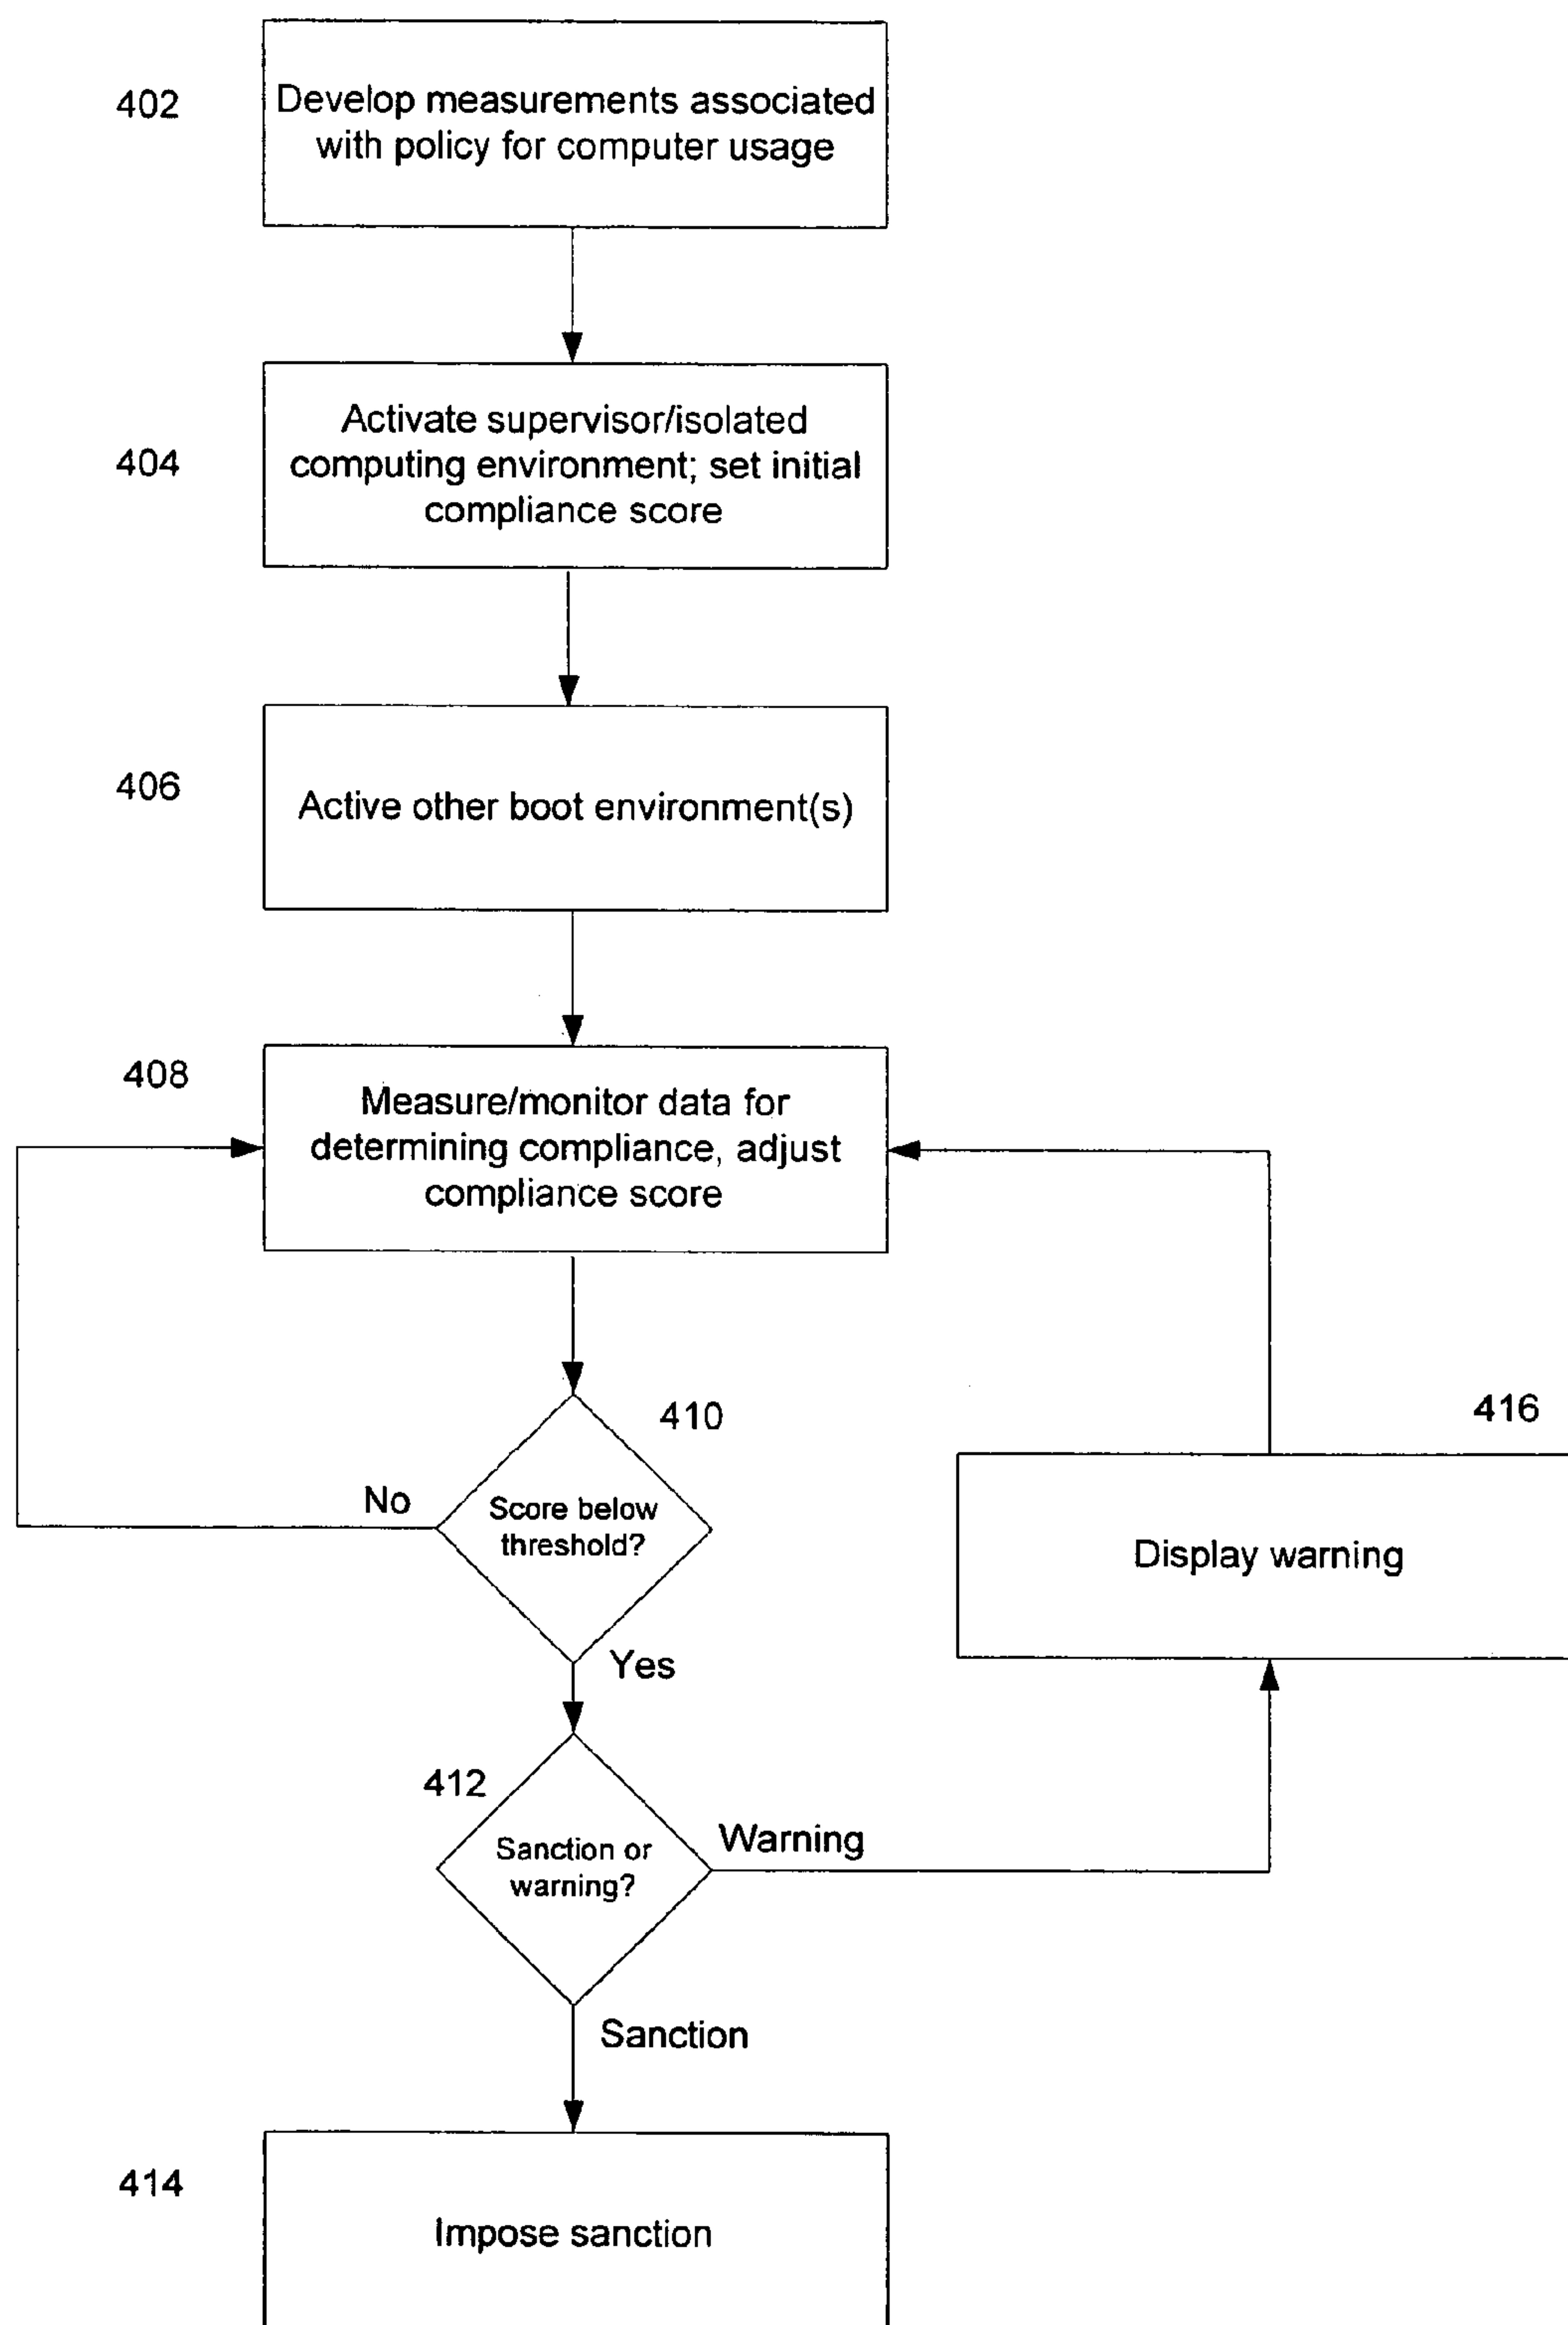 402
Develop measurements associated
with policy for computer usage
404
Activate supervisor/isolated
computing environment; set initial
compliance score
406
Active other boot environment(s)
408
Measure/monitor data for
determining compliance, adjust
compliance score
410
416
No
Score below
threshold?
Display warning
Yes
412
Warning
Sanction or
warning?
Sanction
414
Impose sanction